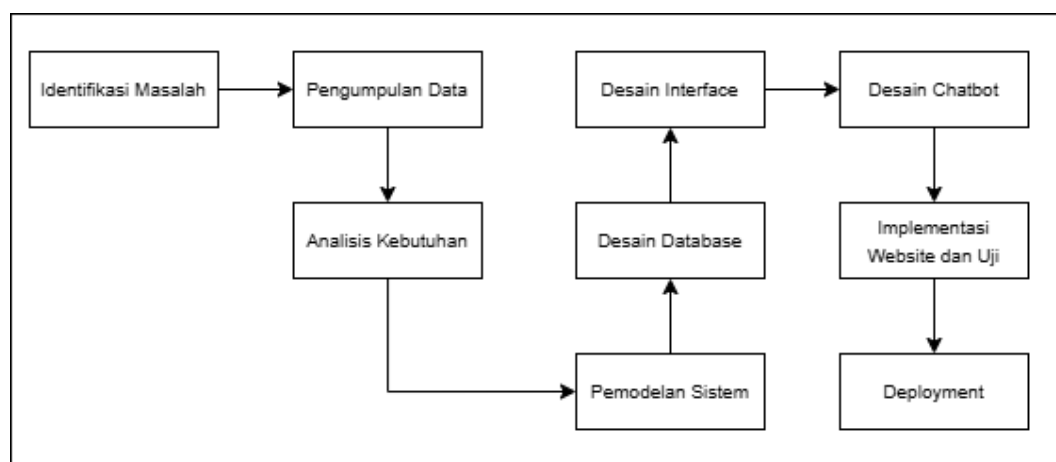 Identifikasi Masalah
Pengumpulan Data
Analisis Kebutuhan
Pemodelan Sistem
Desain Database
Desain Interface
Desain Chatbot
Implementasi
Website dan Uji
Deployment